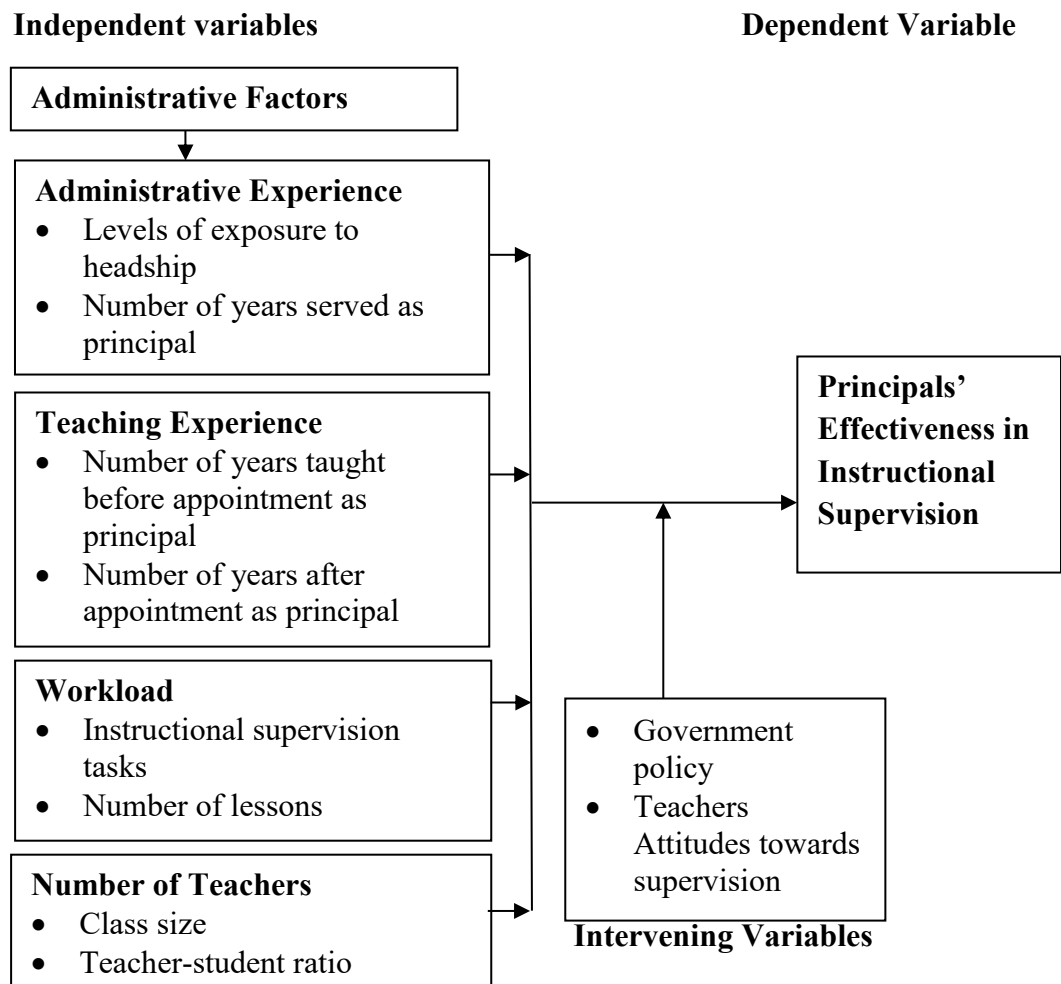 Independent variables
Dependent Variable
Administrative Factors
Administrative Experience
• Levels of exposure to
headship
• Number of years served as
principal
Teaching Experience
• Number of years taught
before appointment as
principal
• Number of years after
appointment as principal
Workload
• Instructional supervision
tasks
• Number of lessons
Number of Teachers
• Class size
• Teacher-student ratio
Principals’
Effectiveness in
Instructional
Supervision
• Government
policy
• Teachers
Attitudes towards
supervision
Intervening Variables